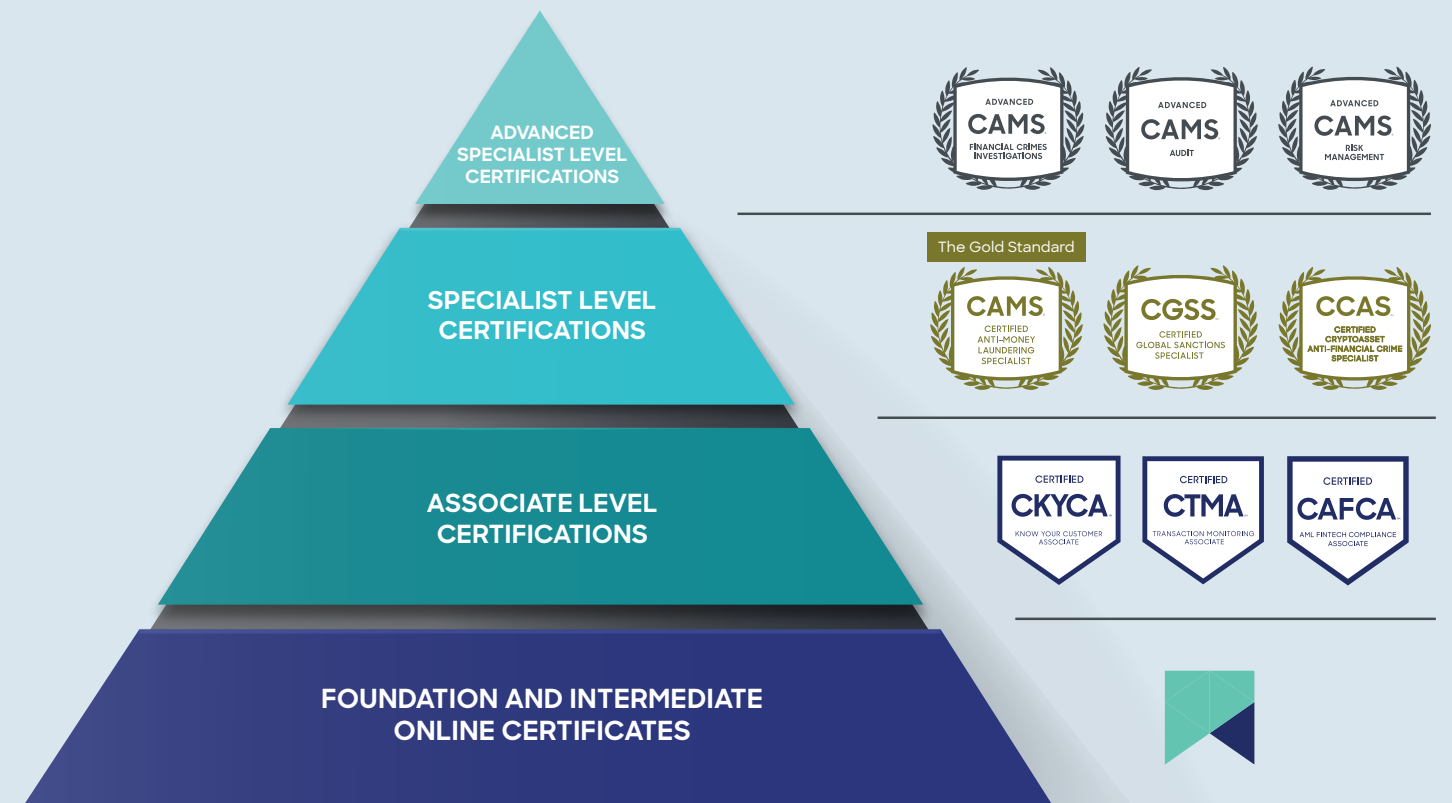 ADVANCED
SPECIALIST LEVEL
CERTIFICATIONS
ADVANCED
CAMS
FINANCIAL CRIMES
INVESTIGATIONS
ADVANCED
CAMS
AUDIT
ADVANCED
CAMS
RISK
MANAGEMENT
SPECIALIST LEVEL
CERTIFICATIONS
The Gold Standard
CAMS
CERTIFIED
ANTI-MONEY
LAUNDERING
SPECIALIST
CGSS
CERTIFIED
GLOBAL SANCTIONS
SPECIALIST
CCAS
CERTIFIED
CRYPTOASSET
ANTI-FINANCIAL CRIME
SPECIALIST
ASSOCIATE LEVEL
CERTIFICATIONS
CERTIFIED
CKYCA
KNOW YOUR CUSTOMER
ASSOCIATE
CERTIFIED
CTMA
TRANSACTION MONITORING
ASSOCIATE
CERTIFIED
CAFCA
AML FINTECH COMPLIANCE
ASSOCIATE
FOUNDATION AND INTERMEDIATE
ONLINE CERTIFICATES